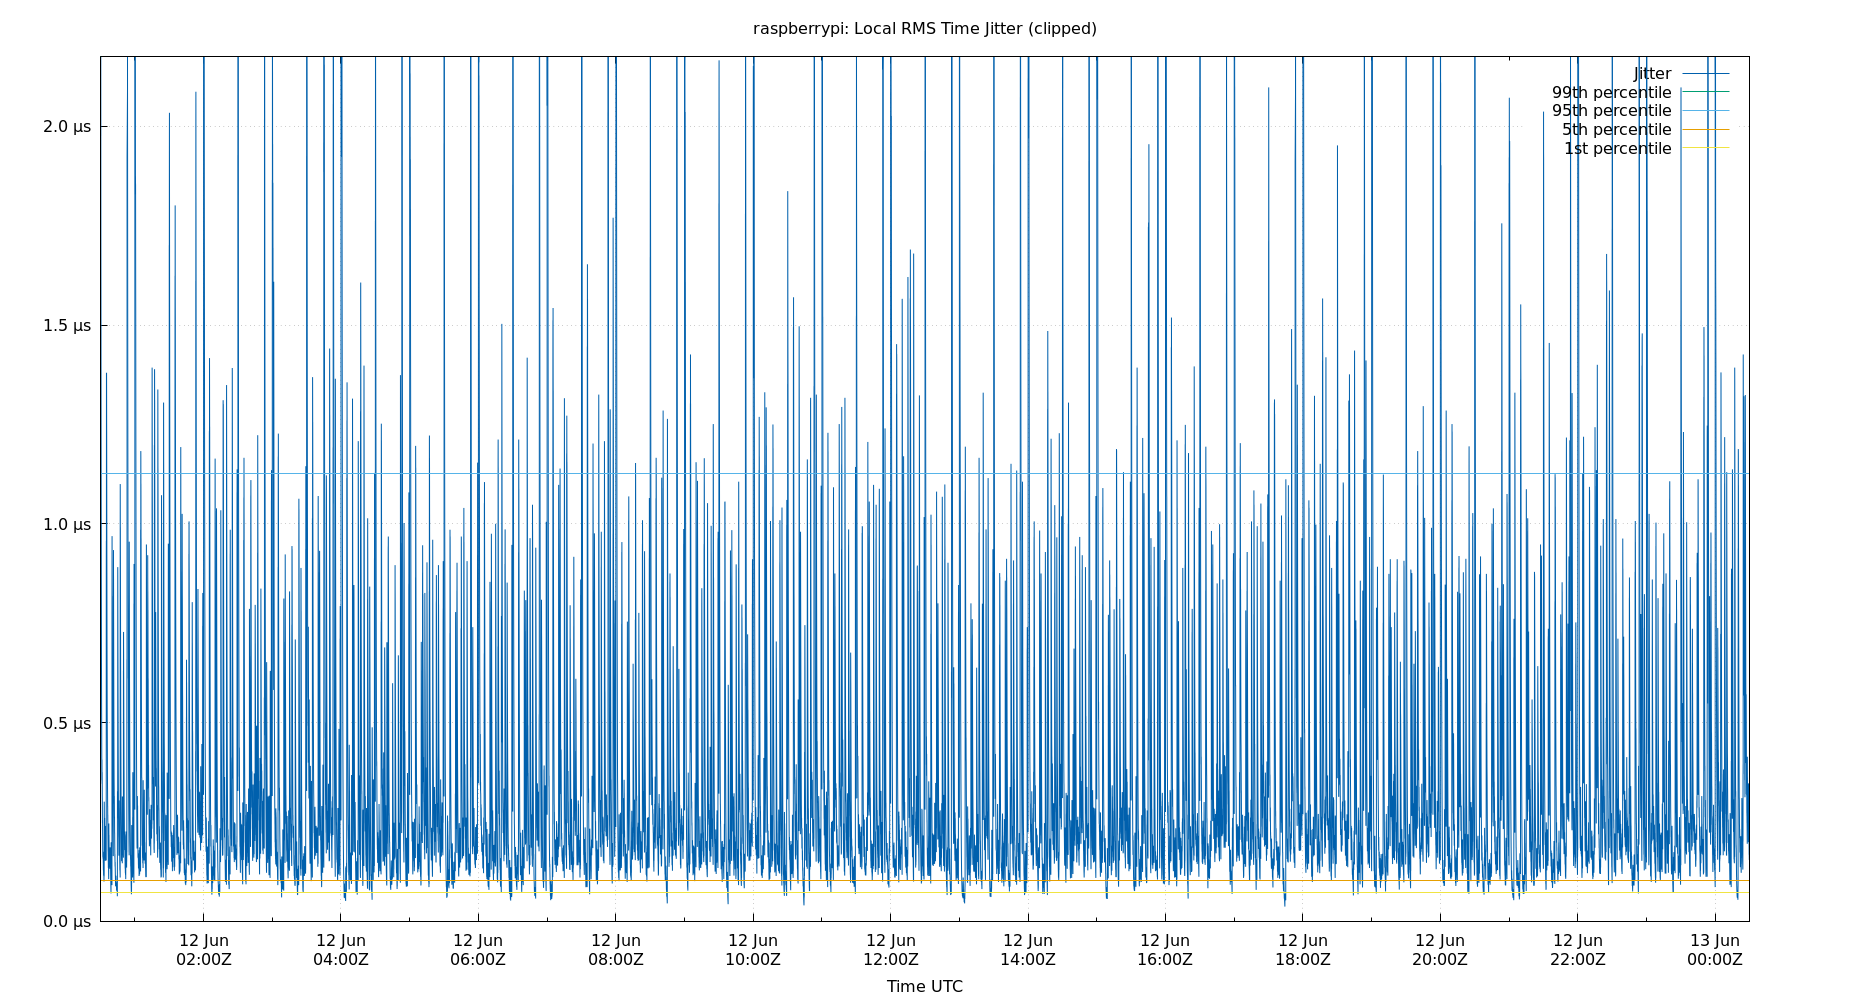 raspberrypi: Local RMS Time Jitter (clipped)
Jitter
99th percentile
95th percentile
5th percentile
1st percentile
2.0 µs
1.5 µs
1.0 µs
0.5 µs
0.0 µs
12 Jun 12 Jun 12 Jun 12 Jun 12 Jun 12 Jun 12 Jun 12 Jun 12 Jun 12 Jun 12 Jun 13 Jun
02:00Z 04:00Z 06:00Z 08:00Z 10:00Z 12:00Z 14:00Z 16:00Z 18:00Z 20:00Z 22:00Z 00:00Z
Time UTC